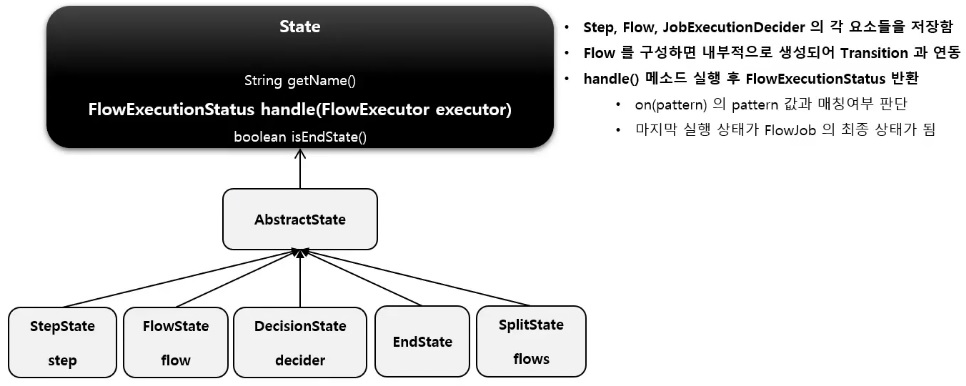 State
String getName()
FlowExecutionStatus handle(FlowExecutor executor)
boolean isEndState()
• Step, Flow, JobExecutionDecider 의 각 요소들을 저장함
• Flow 를 구성하면 내부적으로 생성되어 Transition 과 연동
• handle() 메소드 실행 후 FlowExecutionStatus 반환
• on(pattern) 의 pattern 값과 매칭여부 판단
• 마지막 실행 상태가 FlowJob 의 최종 상태가 됨
AbstractState
StepState
step
FlowState
flow
DecisionState
decider
EndState
SplitState
flows